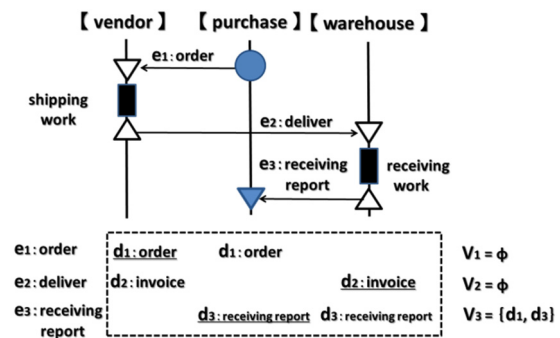 【 vendor 】 【 purchase 】 【 warehouse 】
e1:order
shipping
work
e2:deliver
e3:receiving
report
receiving
work
e1:order d1:order d1:order V1 = ϕ
e2:deliver d2:invoice d2:invoice V2 = ϕ
e3:receiving
report
d3:receiving report d3:receiving report V3 = {d1, d3}